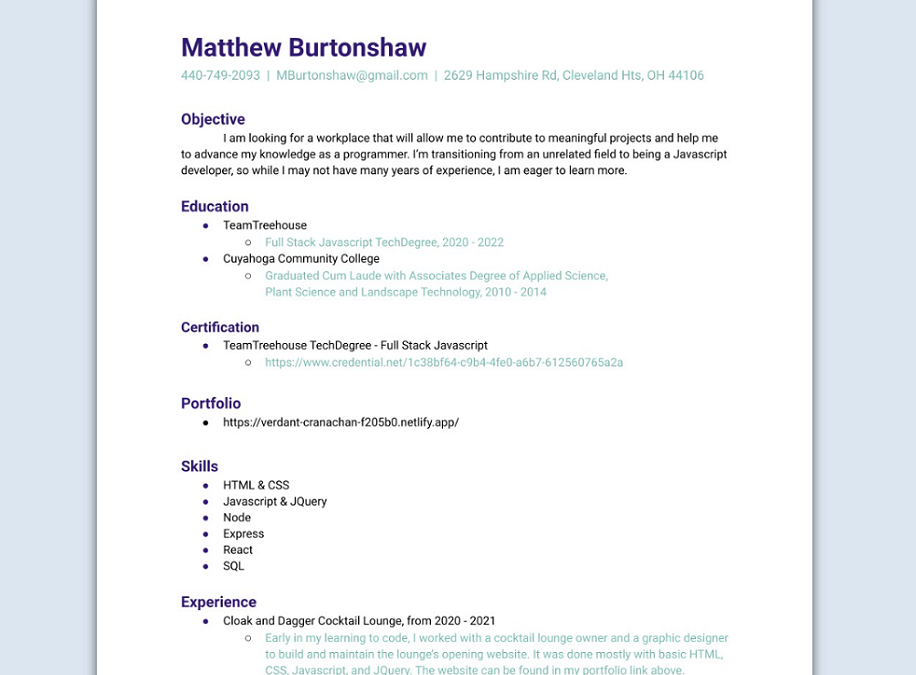 Matthew Burtonshaw
440-749-2093 | MBurtonshaw@gmail.com | 2629 Hampshire Rd, Cleveland Hts, OH 44106
Objective
I am looking for a workplace that will allow me to contribute to meaningful projects and help me
to advance my knowledge as a programmer. I'm transitioning from an unrelated field to being a Javascript
developer, so while I may not have many years of experience, I am eager to learn more.
Education
● TeamTreehouse
○ Full Stack Javascript TechDegree, 2020 - 2022
● Cuyahoga Community College
○ Graduated Cum Laude with Associates Degree of Applied Science,
Plant Science and Landscape Technology, 2010 - 2014
Certification
● TeamTreehouse TechDegree - Full Stack Javascript
○ https://www.credential.net/1c38bf64-c9b4-4fe0-a6b7-612560765a2a
Portfolio
● https://verdant-cranachan-f205b0.netlify.app/
Skills
● HTML & CSS
● Javascript & JQuery
● Node
● Express
● React
● SQL
Experience
● Cloak and Dagger Cocktail Lounge, from 2020 - 2021
○ Early in my learning to code, I worked with a cocktail lounge owner and a graphic designer
to build and maintain the lounge's opening website. It was done mostly with basic HTML,
CSS, Javascript, and JQuery. The website can be found in my portfolio link above.